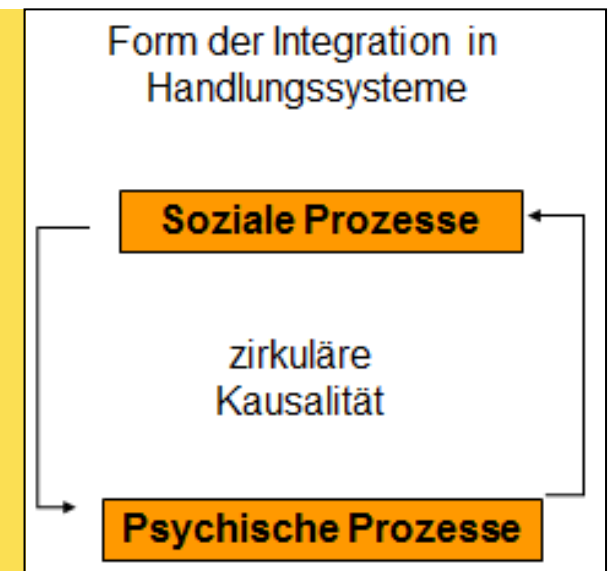 Form der Integration in
Handlungssysteme
Soziale Prozesse
zirkuläre
Kausalität
Psychische Prozesse